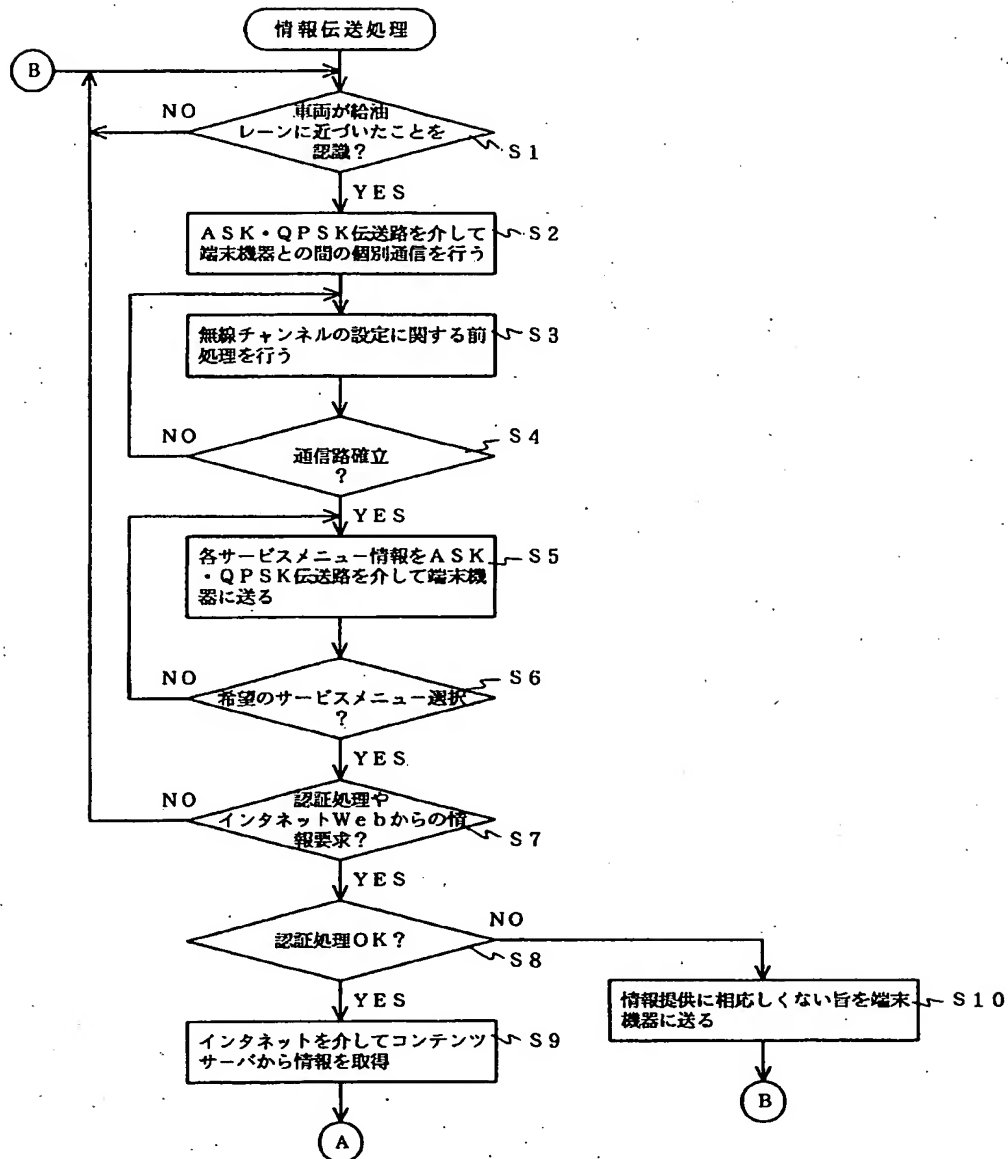 情報伝送処理
B
NO
車両が給油
レーンに近づいたことを
認識?
S1
YES
ASK・QPSK伝送路を介して
端末機器との間の個別通信を行う
S2
無線チャンネルの設定に関する前
処理を行う
S3
NO
通信路確立
?
S4
YES
各サービスメニュー情報をASK
・QPSK伝送路を介して端末機
器に送る
S5
NO
希望のサービスメニュー選択
?
S6
YES
NO
認証処理や
インタネットWebからの情
報要求?
S7
YES
認証処理OK?
NO
S8
YES
インタネットを介してコンテンツ
サーバから情報を取得
S9
情報提供に相応しくない旨を端末
機器に送る
S10
A
B